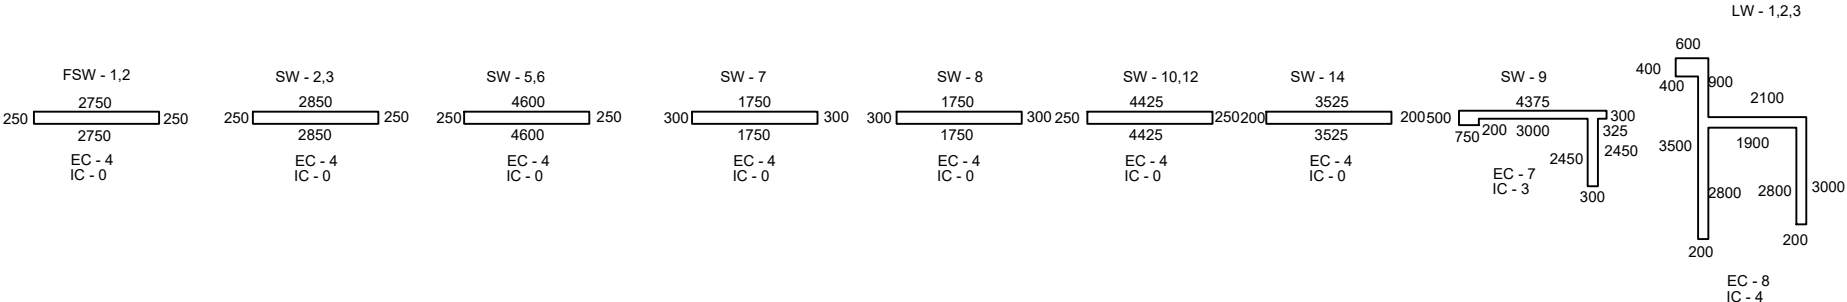 FSW - 1,2
2750
250
250
2750
EC - 4
IC - 0
SW - 2,3
2850
250
250
2850
EC - 4
IC - 0
SW - 5,6
4600
250
250
4600
EC - 4
IC - 0
SW - 7
1750
300
300
1750
EC - 4
IC - 0
SW - 8
1750
300
300
1750
EC - 4
IC - 0
SW - 10,12
4425
250
250
4425
EC - 4
IC - 0
SW - 14
3525
200
200
3525
EC - 4
IC - 0
SW - 9
4375
500
300
750
200
3000
325
2450
2450
300
EC - 7
IC - 3
LW - 1,2,3
600
400
400
900
2100
3500
1900
2800
2800
3000
200
200
EC - 8
IC - 4